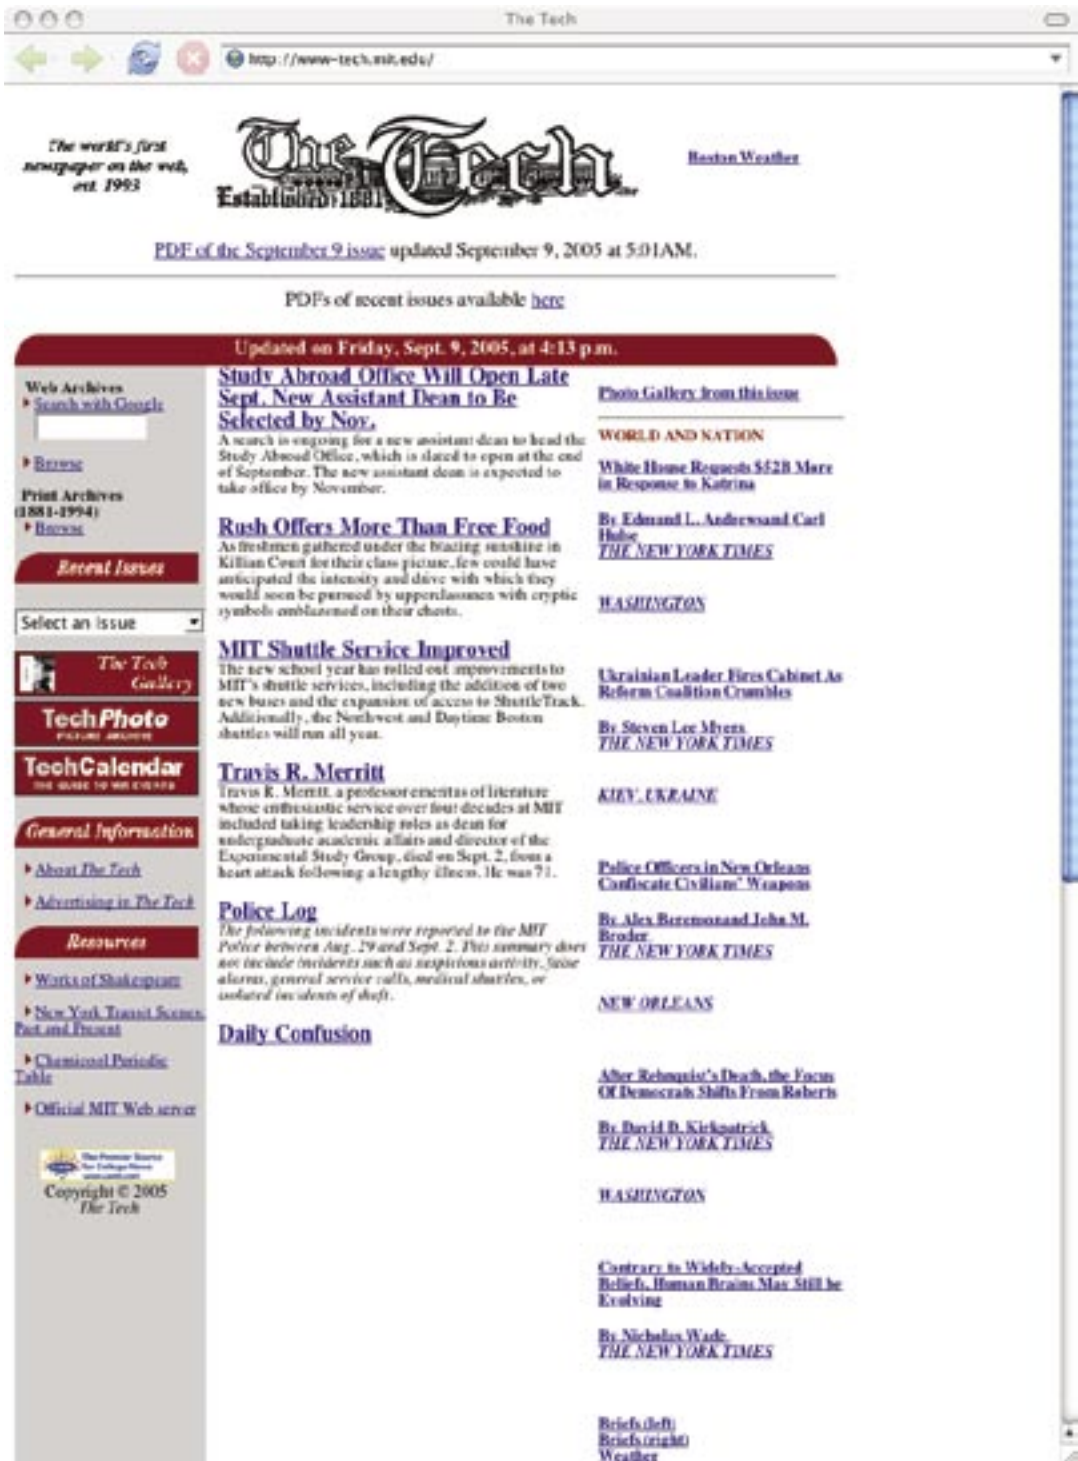 The Tech
http://www-tech.mit.edu/
The world's first
newspaper on the web,
est. 1993
The Tech
Established 1881
Boston Weather
PDF of the September 9 issue updated September 9, 2005 at 5:01AM.
PDFs of recent issues available here
Updated on Friday, Sept. 9, 2005, at 4:13 p.m.
Web Archives
Search with Google
Browse
Print Archives
(1881-1994)
Browse
Recent Issues
Select an Issue
The Tech
Gallery
TechPhoto
PICTURE ARCHIVE
TechCalendar
THE GUIDE TO MIT EVENTS
General Information
About The Tech
Advertising in The Tech
Resources
Works of Shakespeare
New York Transit Scenes,
Past and Present
Chemicool Periodic
Table
Official MIT Web server
The Premier Source
for College News
Copyright © 2005
The Tech
Study Abroad Office Will Open Late
Sept. New Assistant Dean to Be
Selected by Nov.
A search is ongoing for a new assistant dean to head the
Study Abroad Office, which is slated to open at the end
of September. The new assistant dean is expected to
take office by November.
Rush Offers More Than Free Food
As freshmen gathered under the blazing sunshine in
Killian Court for their class picture, few could have
anticipated the intensity and drive with which they
would soon be pursued by upperclassmen with cryptic
symbols emblazoned on their chests.
MIT Shuttle Service Improved
The new school year has rolled out improvements to
MIT's shuttle services, including the addition of two
new buses and the expansion of access to ShuttleTrack.
Additionally, the Northwest and Daytime Boston
shuttles will run all year.
Travis R. Merritt
Travis R. Merritt, a professor emeritus of literature
whose enthusiastic service over four decades at MIT
included taking leadership roles as dean for
undergraduate academic affairs and director of the
Experimental Study Group, died on Sept. 2, from a
heart attack following a lengthy illness. He was 71.
Police Log
The following incidents were reported to the MIT
Police between Aug. 29 and Sept. 2. This summary does
not include incidents such as suspicious activity, false
alarms, general service calls, medical shuttles, or
isolated incidents of theft.
Daily Confusion
Photo Gallery from this issue
WORLD AND NATION
White House Requests $52B More
in Response to Katrina
By Edmund L. Andrewsand Carl
Hulse
THE NEW YORK TIMES
WASHINGTON
Ukrainian Leader Fires Cabinet As
Reform Coalition Crumbles
By Steven Lee Myers
THE NEW YORK TIMES
KIEV, UKRAINE
Police Officers in New Orleans
Confiscate Civilians' Weapons
By Alex Berensonand John M.
Broder
THE NEW YORK TIMES
NEW ORLEANS
After Rehnquist's Death, the Focus
Of Democrats Shifts From Roberts
By David D. Kirkpatrick
THE NEW YORK TIMES
WASHINGTON
Contrary to Widely-Accepted
Beliefs, Human Brains May Still be
Evolving
By Nicholas Wade
THE NEW YORK TIMES
Briefs (left)
Briefs (right)
Weather